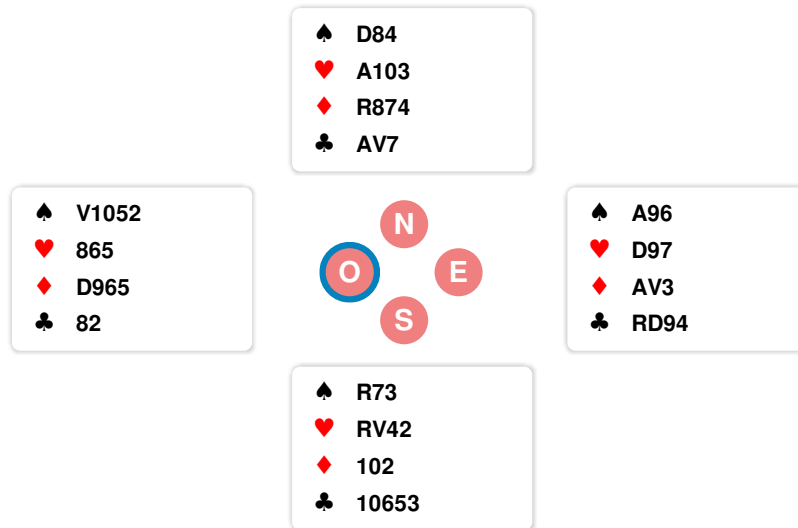 ♠ D84
♥ A103
♦ R874
♣ AV7
♠ V1052
♥ 865
♦ D965
♣ 82
N
O
E
S
♠ A96
♥ D97
♦ AV3
♣ RD94
♠ R73
♥ RV42
♦ 102
♣ 10653